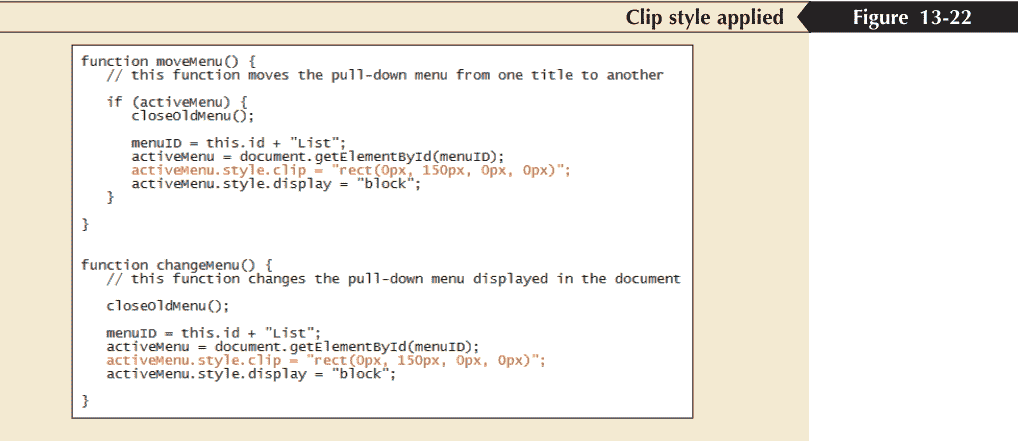 Clip style applied Figure 13-22
function moveMenu() {
// this function moves the pull-down menu from one title to another
if (activeMenu) {
closeOldMenu();
menuID = this.id + "List";
activeMenu = document.getElementById(menuID);
activeMenu.style.clip = "rect(0px, 150px, 0px, 0px)";
activeMenu.style.display = "block";
}
}
function changeMenu() {
// this function changes the pull-down menu displayed in the document
closeOldMenu();
menuID = this.id + "List";
activeMenu = document.getElementById(menuID);
activeMenu.style.clip = "rect(0px, 150px, 0px, 0px)";
activeMenu.style.display = "block";
}